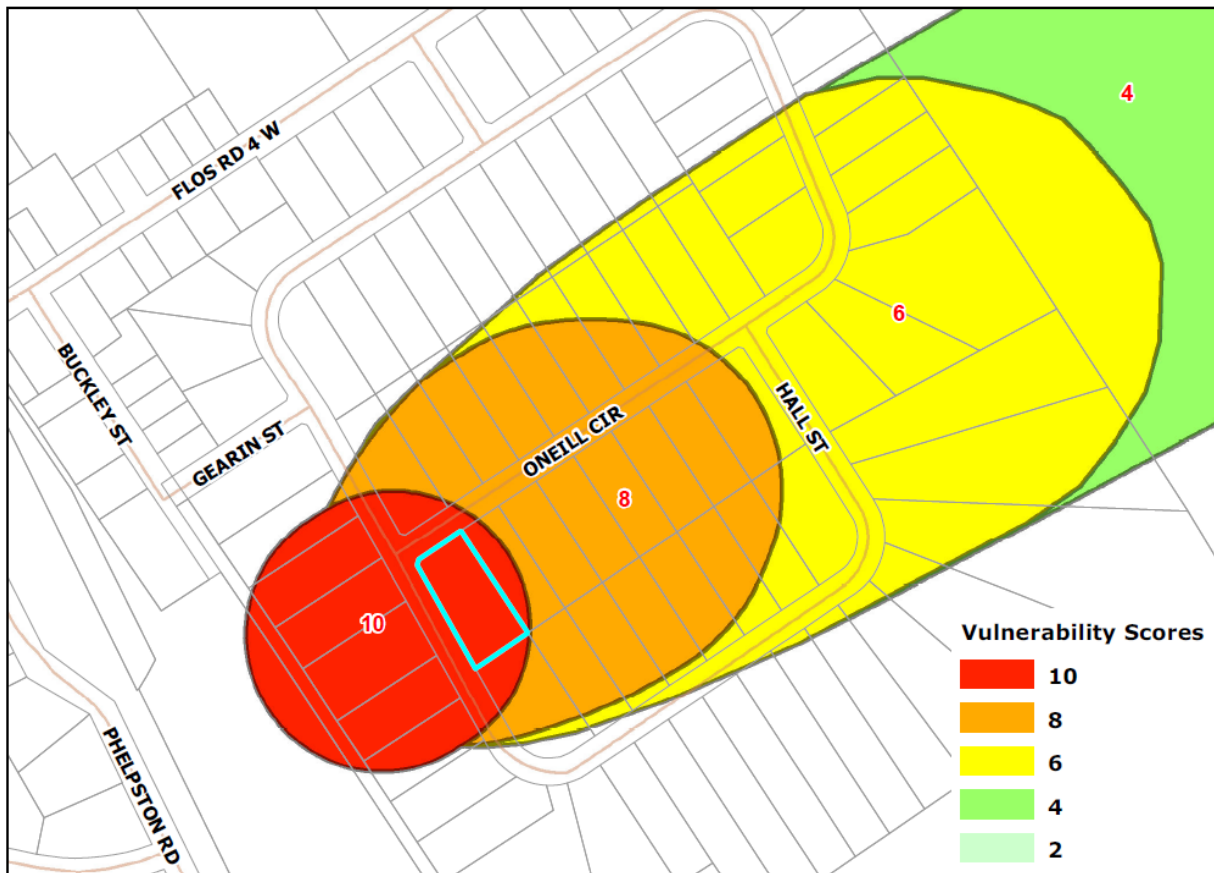 4
FLOS RD 4 W
6
BUCKLEY ST
HALL ST
ONEILL CIR
GEARIN ST
8
10
PHELPSTON RD
Vulnerability Scores
10
8
6
4
2